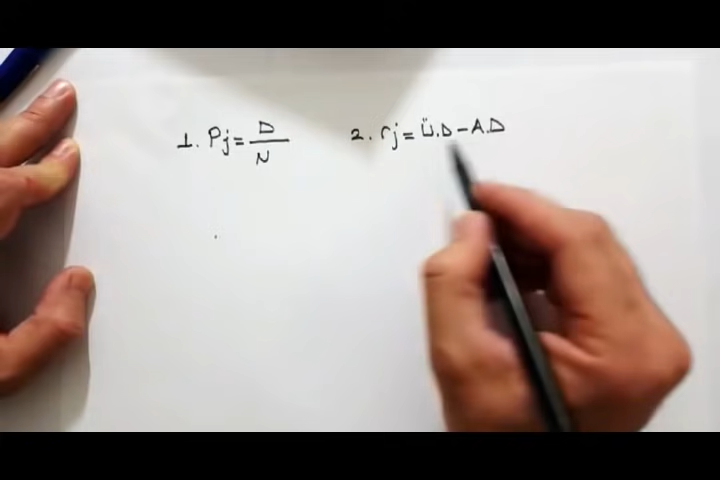 1. Pj = D / N
2. rj = Ü.D - A.D